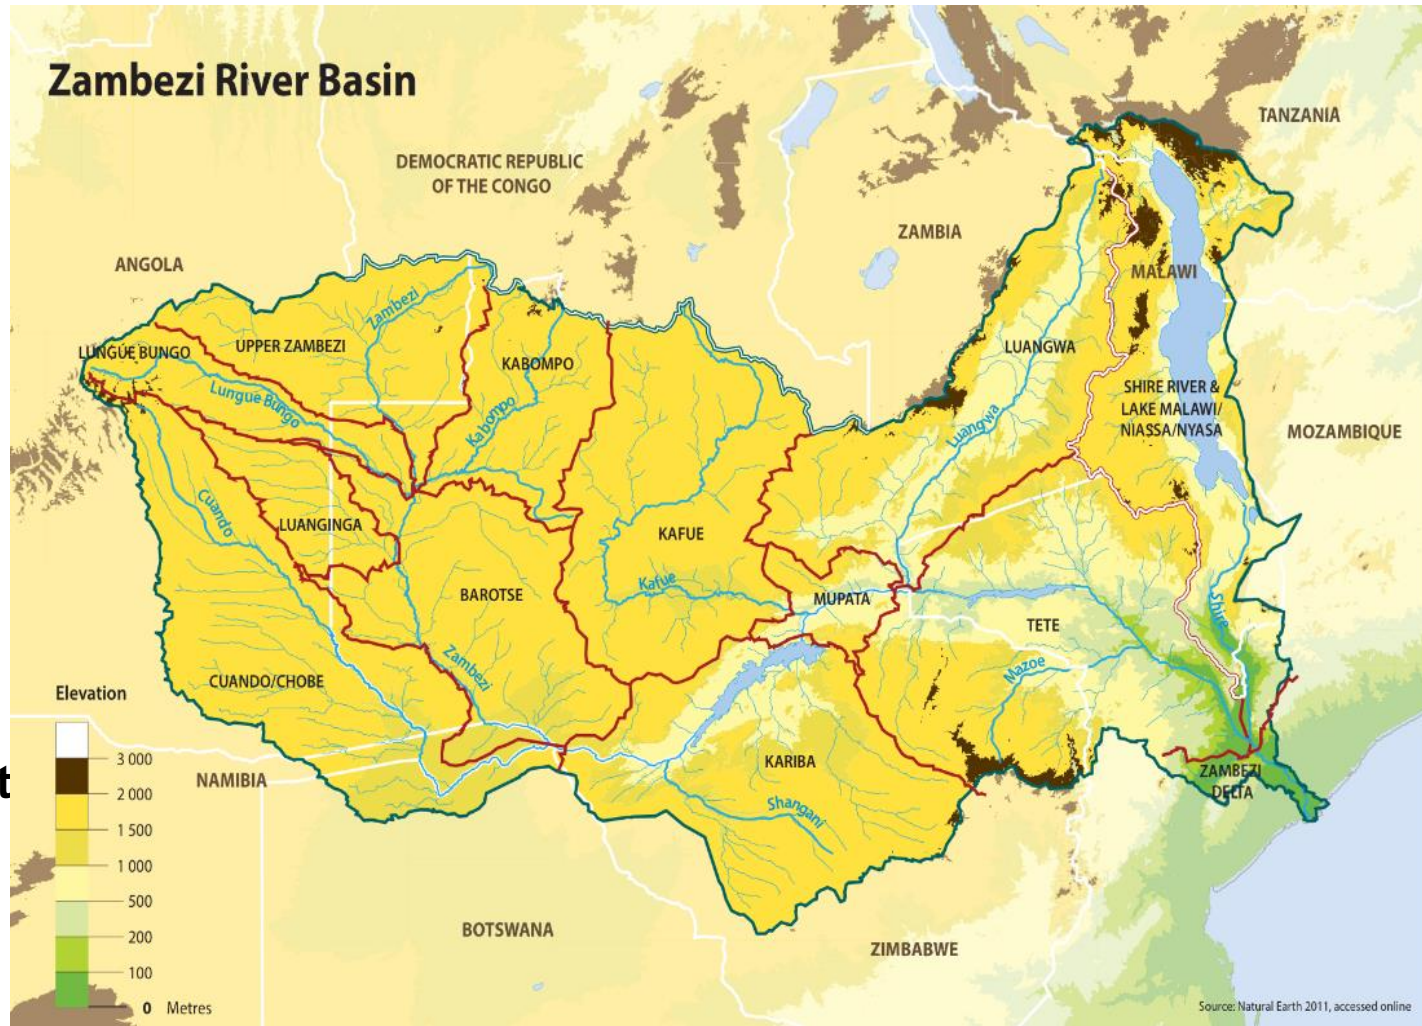 Zambezi River Basin
TANZANIA
DEMOCRATIC REPUBLIC
OF THE CONGO
ZAMBIA
ANGOLA
MALAWI
Zambezi
LUNGÚE BUNGO
UPPER ZAMBEZI
KABOMPO
LUANGWA
Lungue Bungo
Kabompo
Luangwa
SHIRE RIVER &
LAKE MALAWI/
NIASSA/NYASA
MOZAMBIQUE
Cuando
LUANGINGA
KAFUE
Kafue
BAROTSE
MUPATA
Shire
TETE
Zambezi
Mazoe
CUANDO/CHOBE
Elevation
KARIBA
NAMIBIA
ZAMBEZI
DELTA
Shangani
3 000
2 000
1 500
1 000
500
200
100
0 Metres
t
BOTSWANA
ZIMBABWE
Source: Natural Earth 2011, accessed online